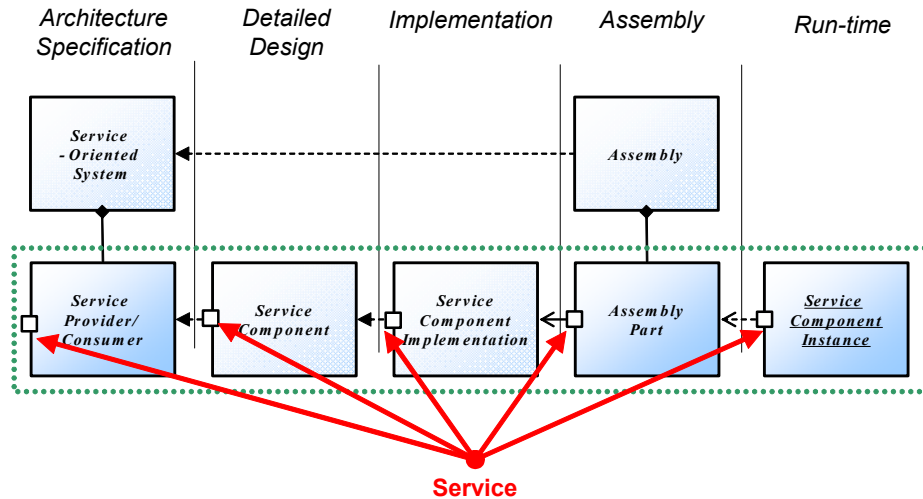 Architecture
Specification
Detailed
Design
Implementation
Assembly
Run-time
Service
- Oriented
System
Assembly
Service
Provider/
Consumer
Service
Component
Service
Component
Implementation
Assembly
Part
Service
Component
Instance
Service